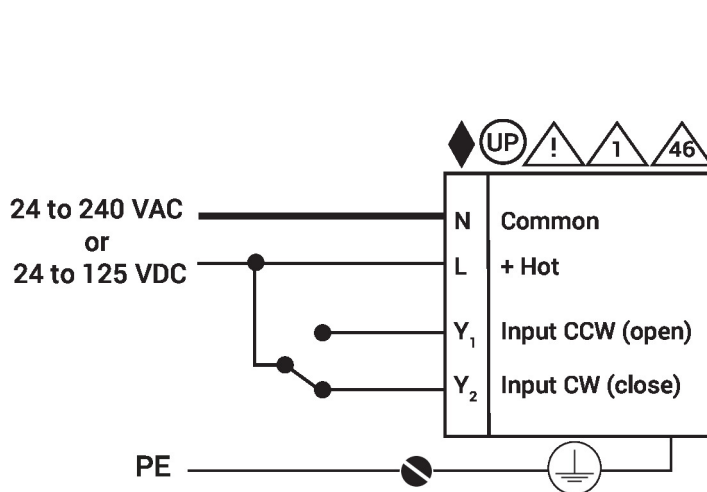 UP ! 1 46
24 to 240 VAC
or
24 to 125 VDC
N Common
L + Hot
Y₁ Input CCW (open)
Y₂ Input CW (close)
PE